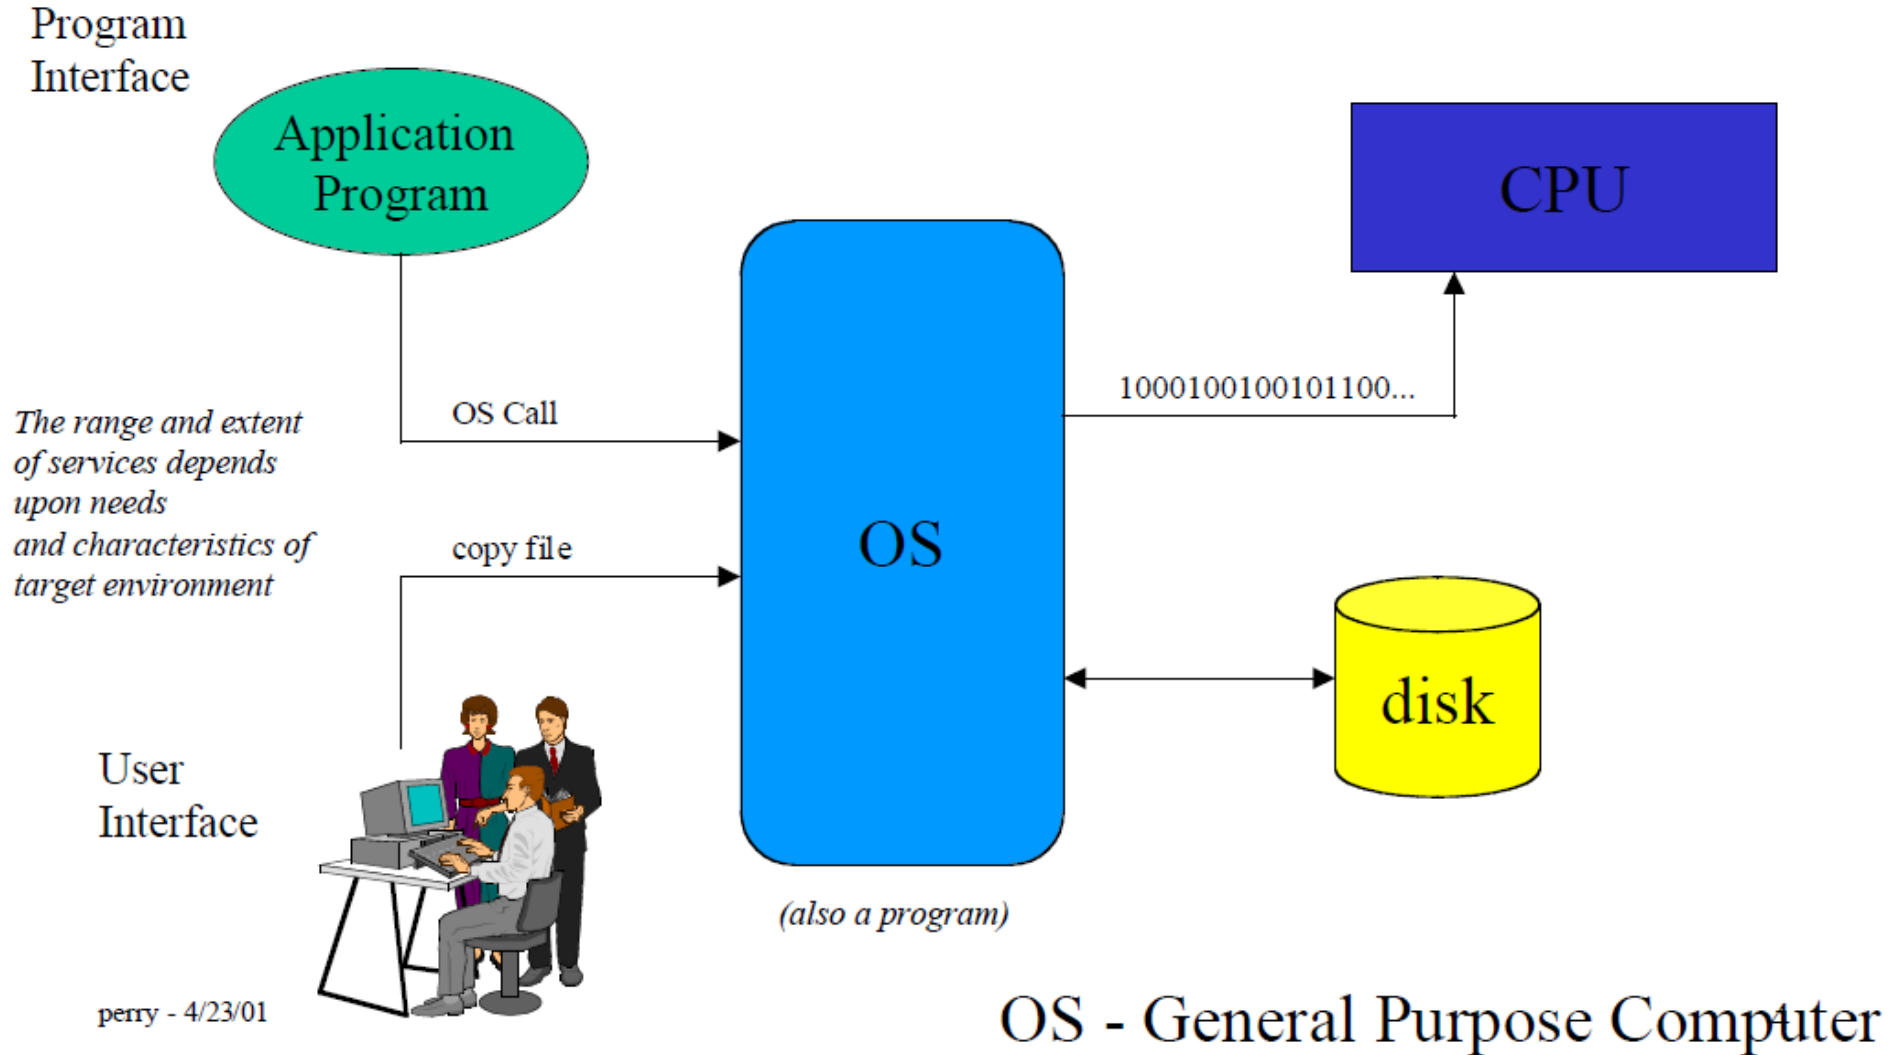 Program
Interface
Application
Program
CPU
1000100100101100...
OS Call
The range and extent
of services depends
upon needs
and characteristics of
target environment
copy file
OS
disk
User
Interface
(also a program)
perry - 4/23/01
OS - General Purpose Computer